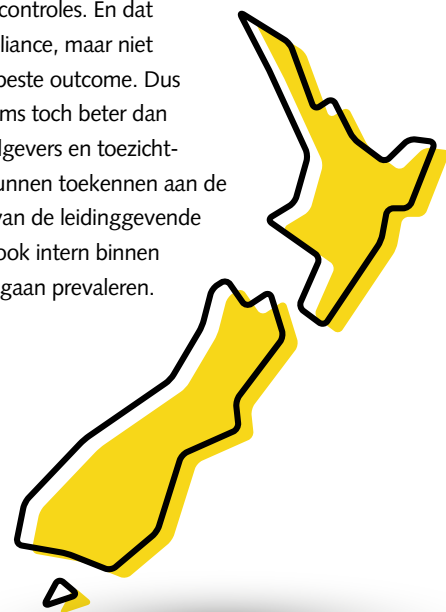 controles. En dat
liance, maar niet
beste outcome. Dus
ms toch beter dan
lgevers en toezicht-
unnen toekennen aan de
van de leidinggevende
ook intern binnen
gaan prevaleren.